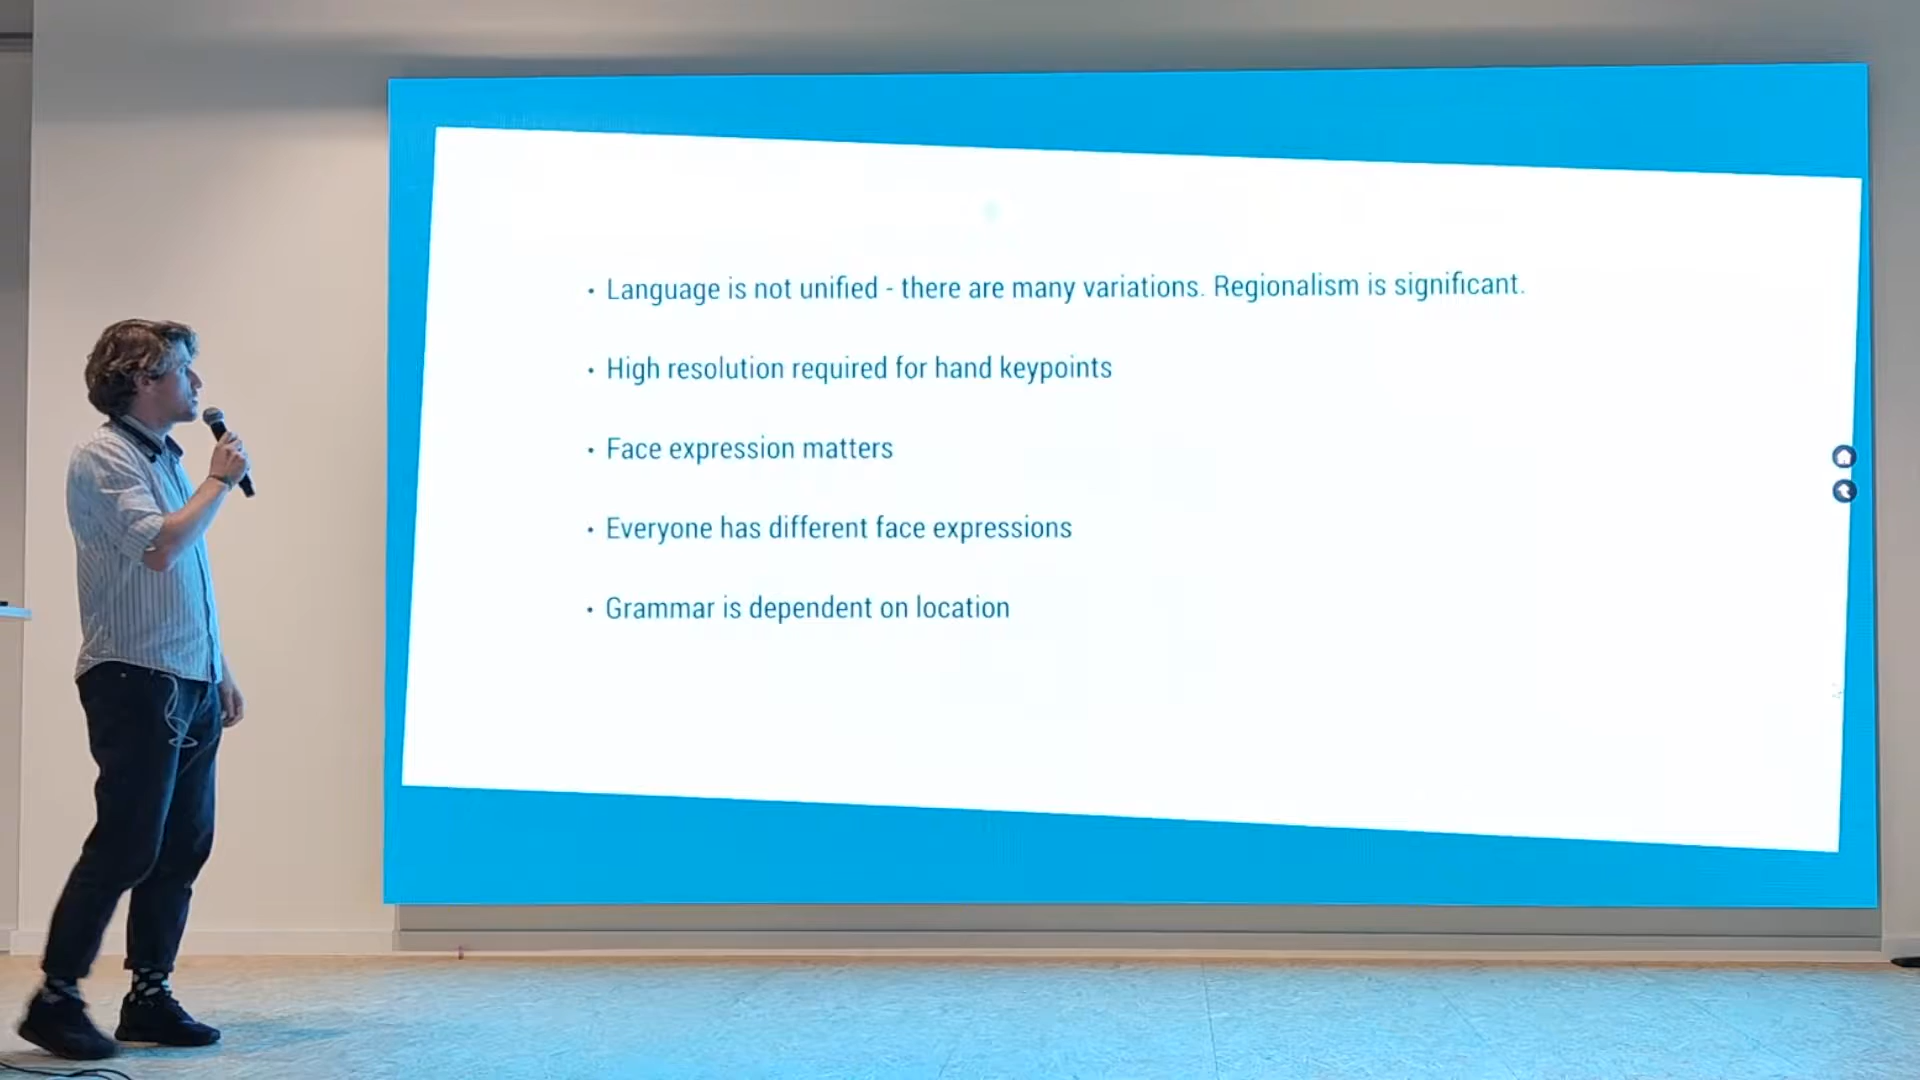 • Language is not unified - there are many variations. Regionalism is significant.
• High resolution required for hand keypoints
• Face expression matters
• Everyone has different face expressions
• Grammar is dependent on location